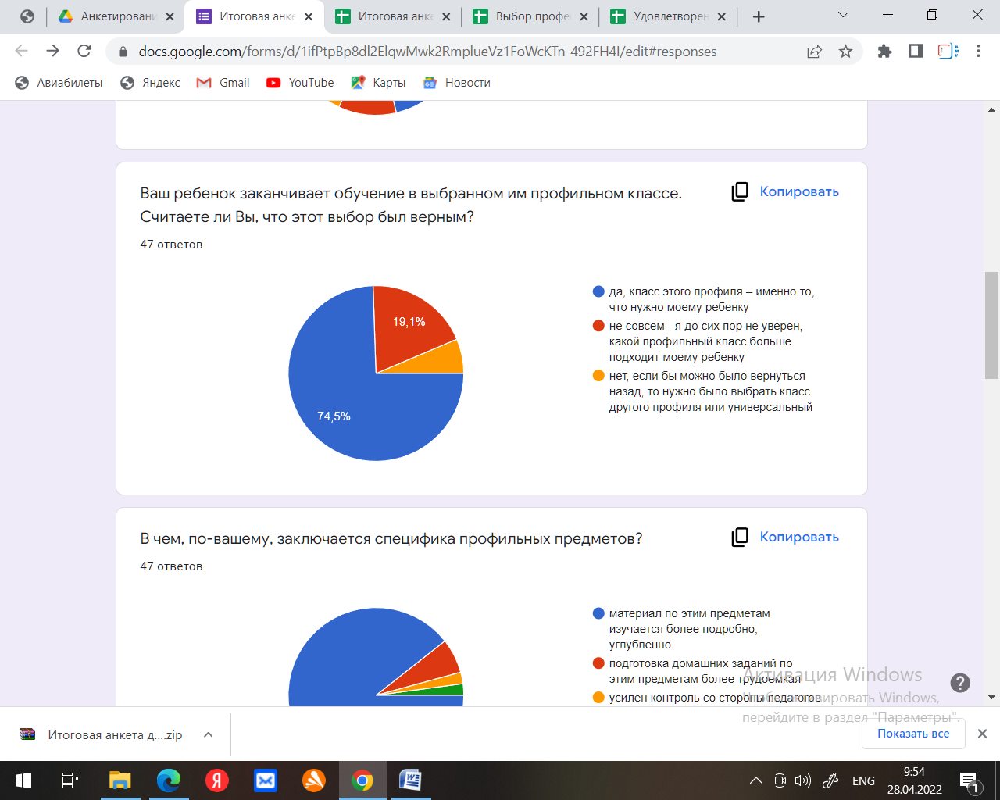 Анкетировани
Итоговая анке
Итоговая анке
Выбор профе
Удовлетворен
docs.google.com/forms/d/1ifPtpBp8dl2ElqwMwk2RmplueVz1FoWcKTn-492FH4I/edit#responses
Авиабилеты
Яндекс
Gmail
YouTube
Карты
Новости
Ваш ребенок заканчивает обучение в выбранном им профильном классе.
Считаете ли Вы, что этот выбор был верным?
Копировать
47 ответов
19,1%
74,5%
да, класс этого профиля – именно то,
что нужно моему ребенку
не совсем - я до сих пор не уверен,
какой профильный класс больше
подходит моему ребенку
нет, если бы можно было вернуться
назад, то нужно было выбрать класс
другого профиля или универсальный
В чем, по-вашему, заключается специфика профильных предметов?
Копировать
47 ответов
материал по этим предметам
изучается более подробно,
углубленно
подготовка домашних заданий по
этим предметам более трудоемкая
усилен контроль со стороны педагогов
Активация Windows
Чтобы активировать Windows,
перейдите в раздел "Параметры".
Итоговая анкета д....zip
Показать все
ENG
9:54
28.04.2022
1